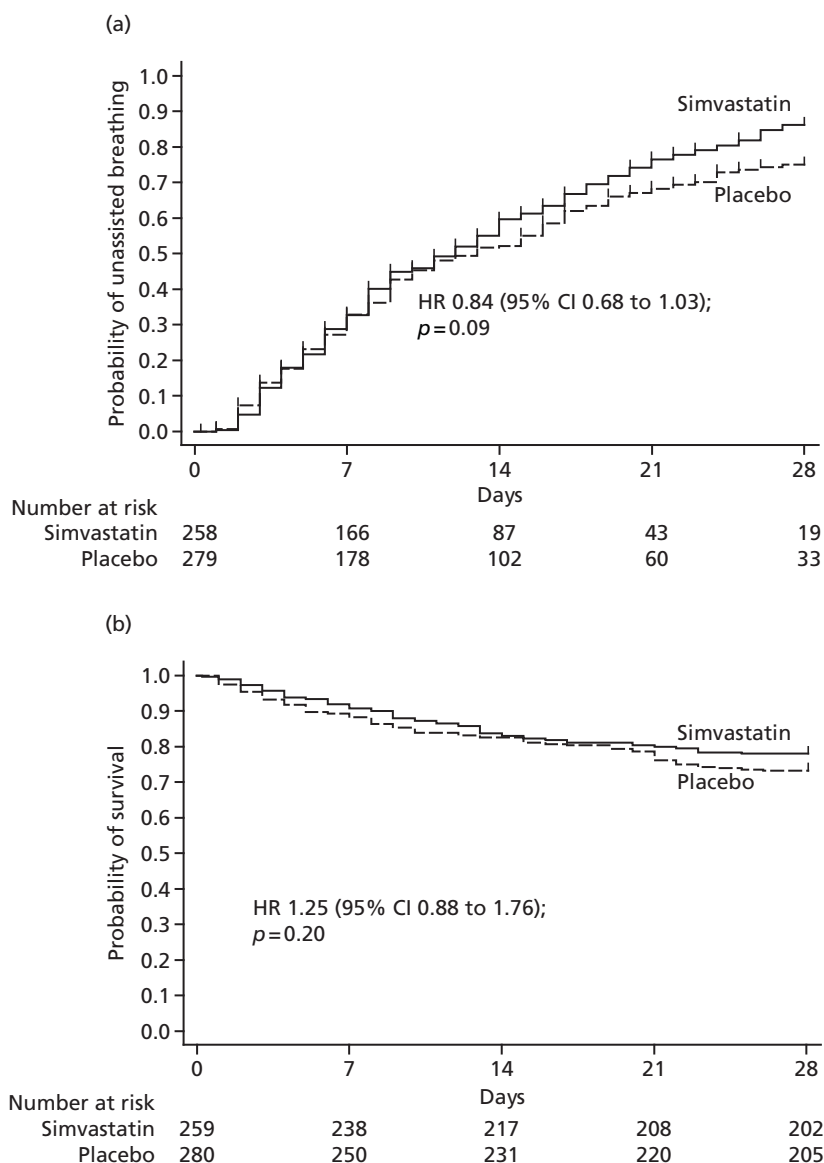 (a)
1.0
0.9
0.8
0.7
0.6
0.5
0.4
0.3
0.2
0.1
0.0
Probability of unassisted breathing
Simvastatin
Placebo
HR 0.84 (95% CI 0.68 to 1.03);
p=0.09
0 7 14 21 28
Days
Number at risk
Simvastatin 258 166 87 43 19
Placebo 279 178 102 60 33
(b)
1.0
0.9
0.8
0.7
0.6
0.5
0.4
0.3
0.2
0.1
0.0
Probability of survival
Simvastatin
Placebo
HR 1.25 (95% CI 0.88 to 1.76);
p=0.20
0 7 14 21 28
Days
Number at risk
Simvastatin 259 238 217 208 202
Placebo 280 250 231 220 205